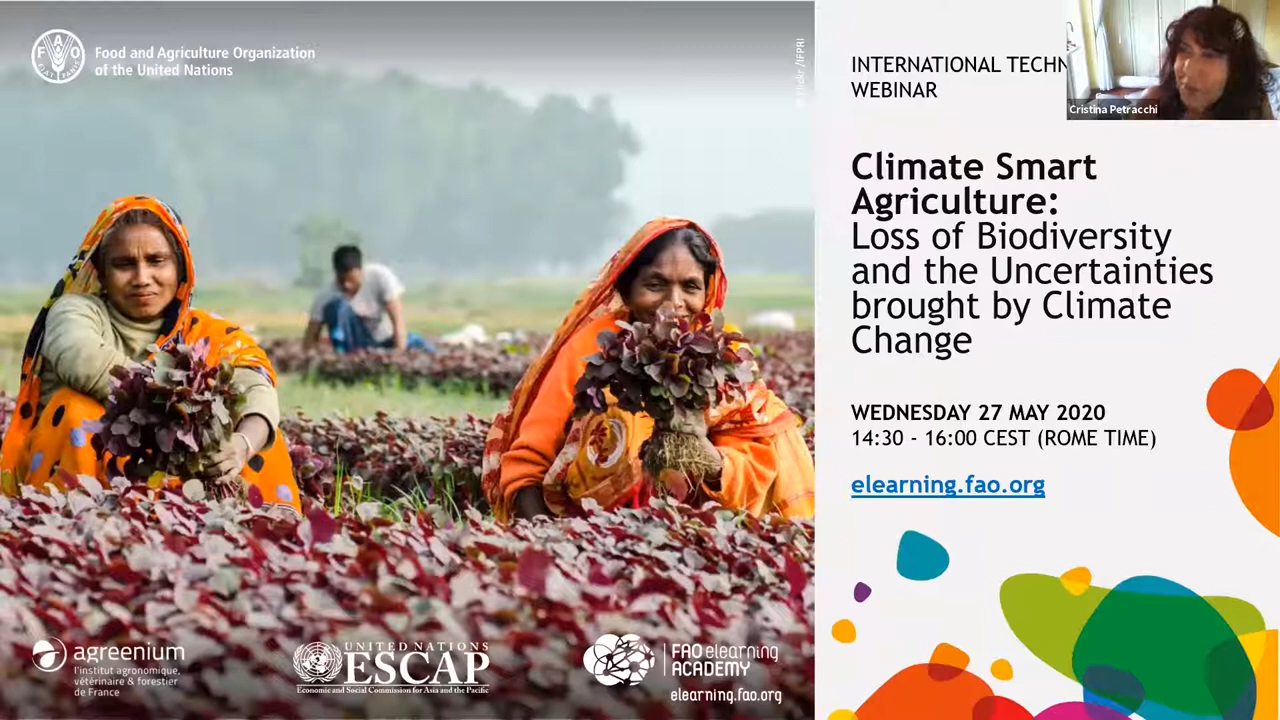 Food and Agriculture Organization
of the United Nations
INTERNATIONAL TECHN
WEBINAR
Cristina Petracchi
Climate Smart
Agriculture:
Loss of Biodiversity
and the Uncertainties
brought by Climate
Change
WEDNESDAY 27 MAY 2020
14:30 - 16:00 CEST (ROME TIME)
elearning.fao.org
agreenium
l'institut agronomique,
vétérinaire & forestier
de France
UNITED NATIONS
ESCAP
Economic and Social Commission for Asia and the Pacific
FAO elearning
ACADEMY
elearning.fao.org